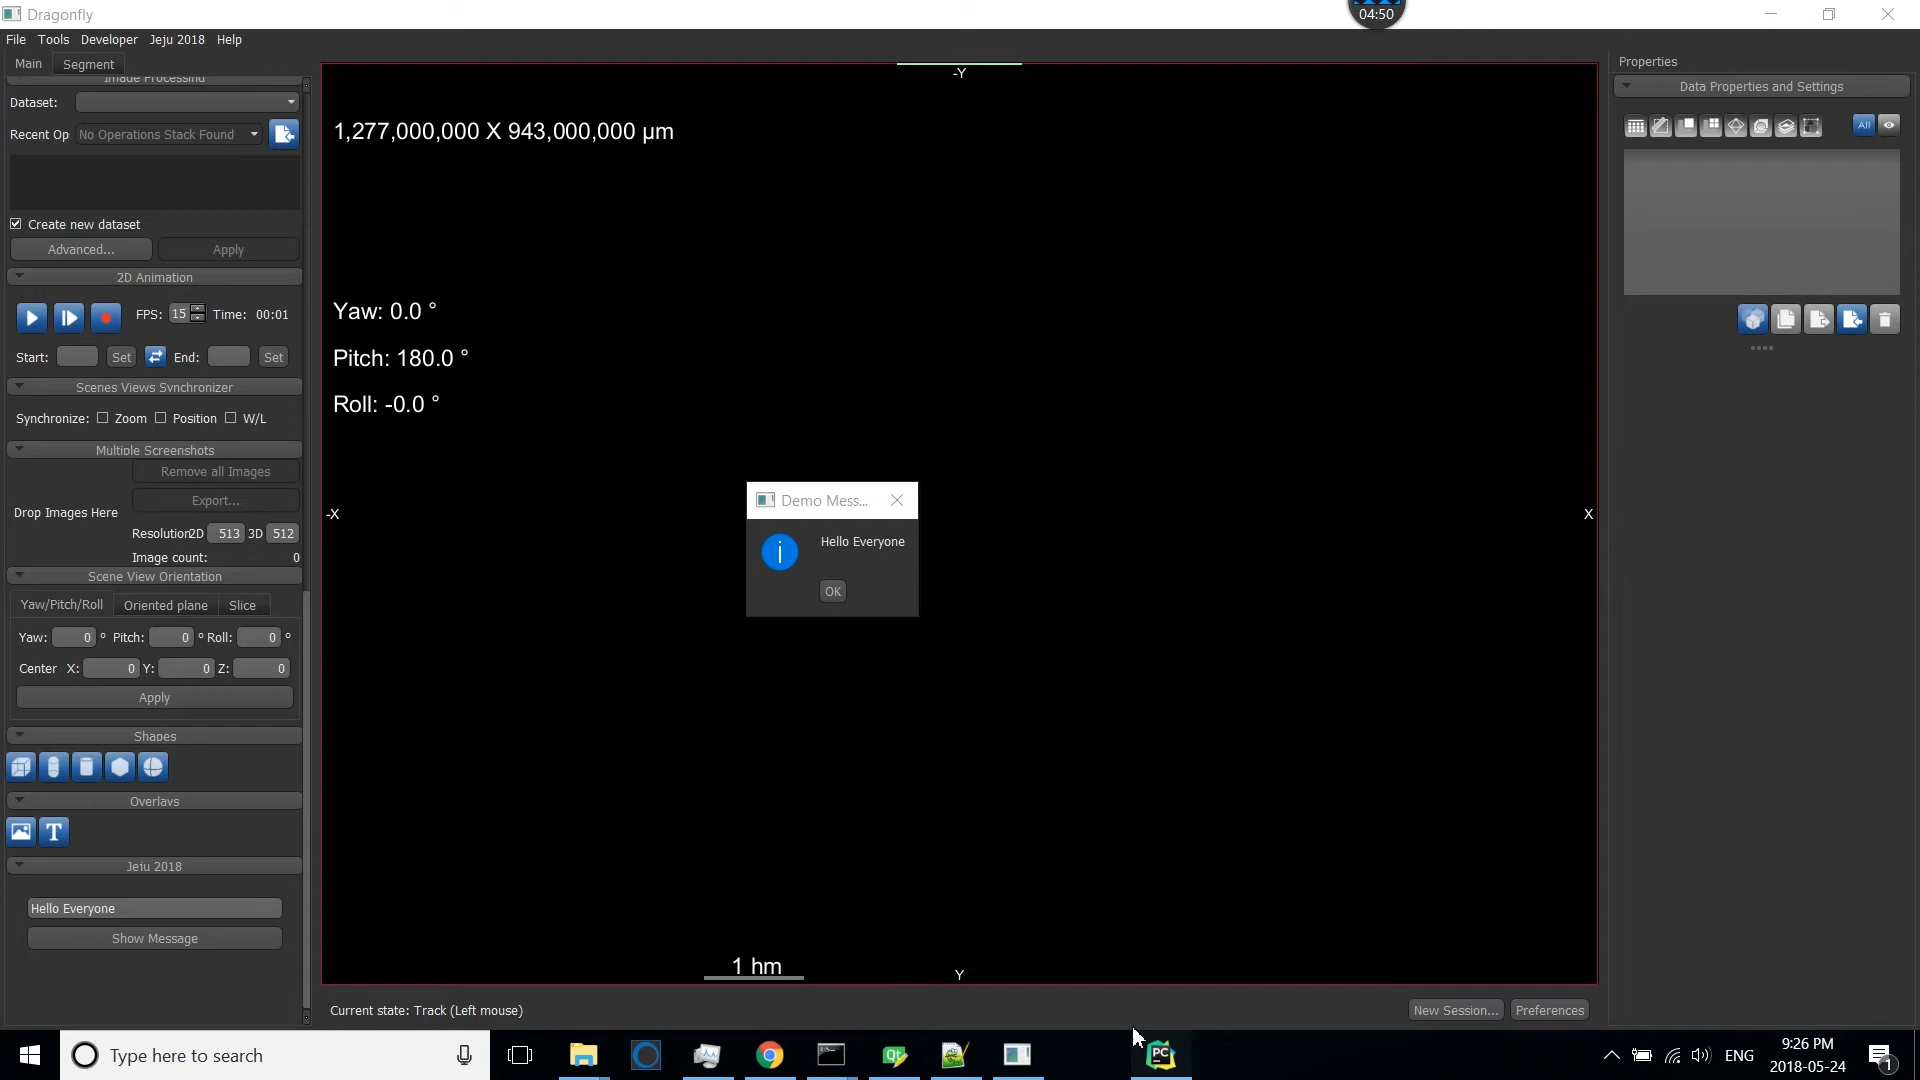 Dragonfly
04:50
File Tools Developer Jeju 2018 Help
Main Segment
Image Processing
Dataset:
Recent Op No Operations Stack Found
Create new dataset
Advanced... Apply
2D Animation
FPS: 15 Time: 00:01
Start: Set End: Set
Scenes Views Synchronizer
Synchronize: Zoom Position W/L
Multiple Screenshots
Remove all Images
Export...
Drop Images Here
Resolution2D 513 3D 512
Image count: 0
Scene View Orientation
Yaw/Pitch/Roll Oriented plane Slice
Yaw: 0 ° Pitch: 0 ° Roll: 0 °
Center X: 0 Y: 0 Z: 0
Apply
Shapes
Overlays
T
Jeju 2018
Hello Everyone
Show Message
-Y
1,277,000,000 X 943,000,000 µm
Yaw: 0.0 °
Pitch: 180.0 °
Roll: -0.0 °
-X
X
Demo Mess...
i
Hello Everyone
OK
1 hm
Y
Current state: Track (Left mouse)
New Session... Preferences
Properties
Data Properties and Settings
All
Type here to search
Qt
PC
ENG
9:26 PM
2018-05-24
1